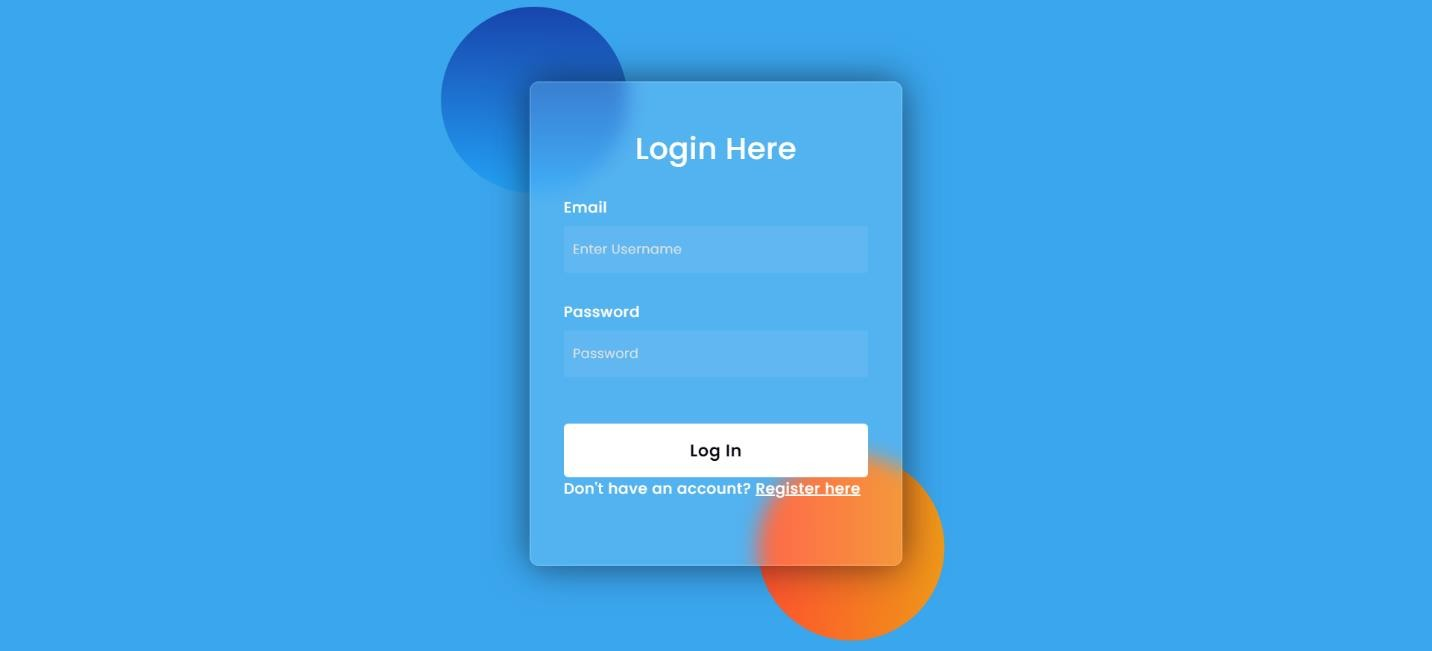 Login Here
Email
Enter Username
Password
Password
Log In
Don't have an account? Register here